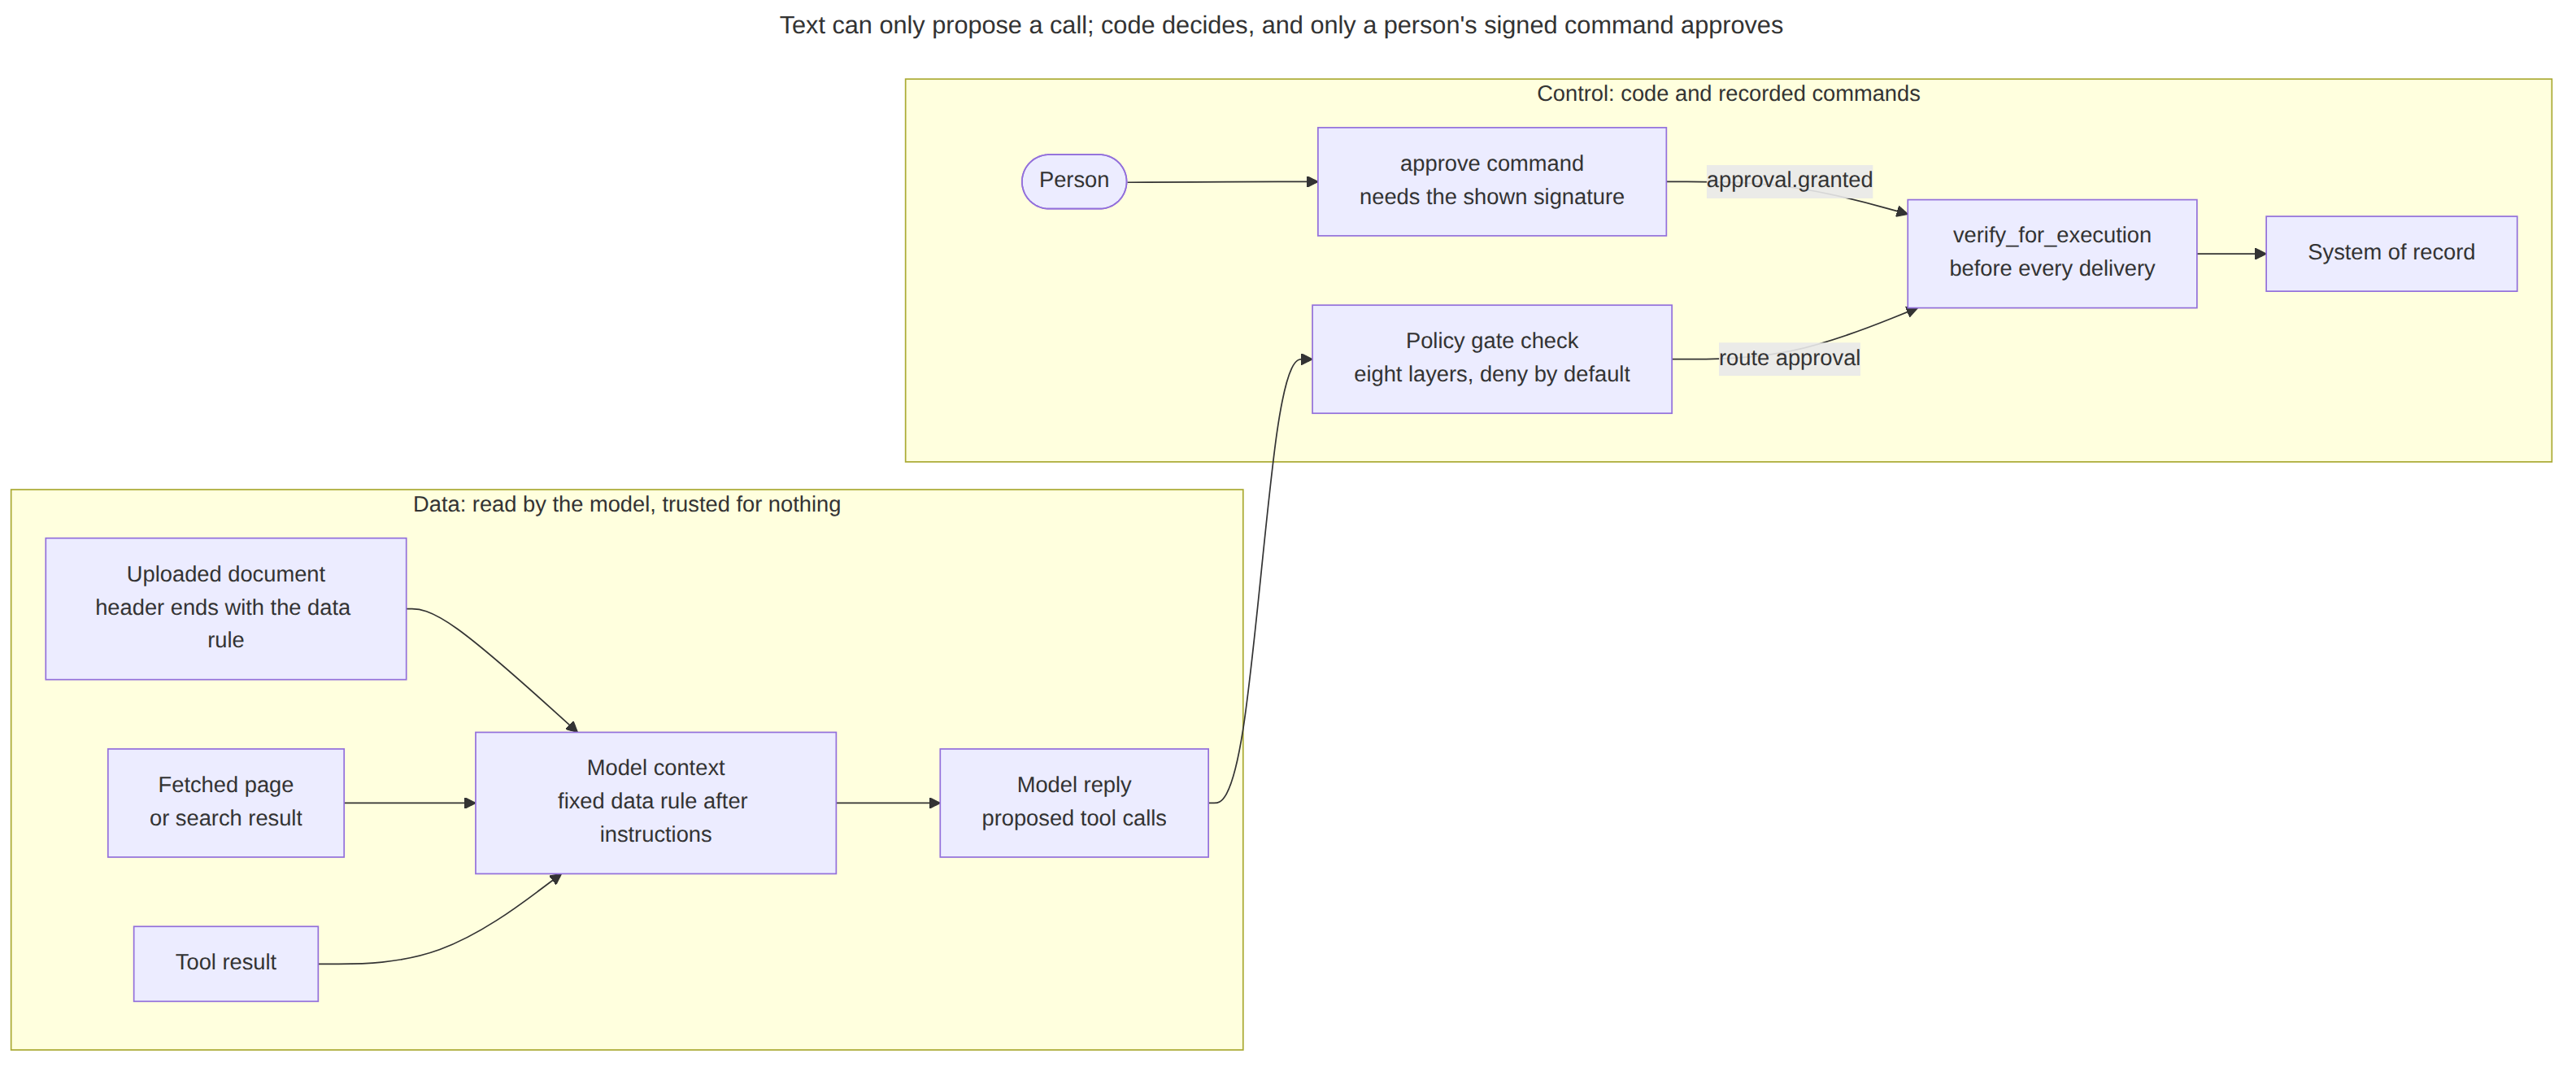 Text can only propose a call; code decides, and only a person's signed command approves
Control: code and recorded commands
Person
approve command
needs the shown signature
approval.granted
verify_for_execution
before every delivery
System of record
Policy gate check
eight layers, deny by default
route approval
Data: read by the model, trusted for nothing
Uploaded document
header ends with the data
rule
Fetched page
or search result
Tool result
Model context
fixed data rule after
instructions
Model reply
proposed tool calls